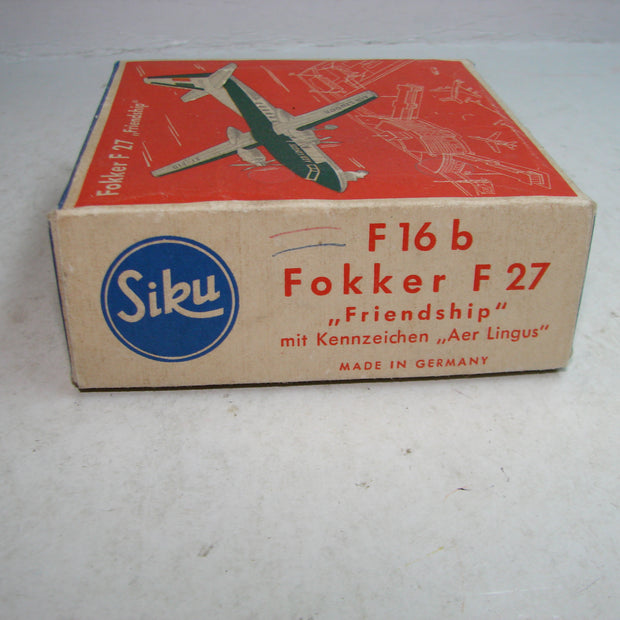 Fokker F 27 „Friendship"
Siku
F 16 b
Fokker F 27
„Friendship"
mit Kennzeichen „Aer Lingus"
MADE IN GERMANY